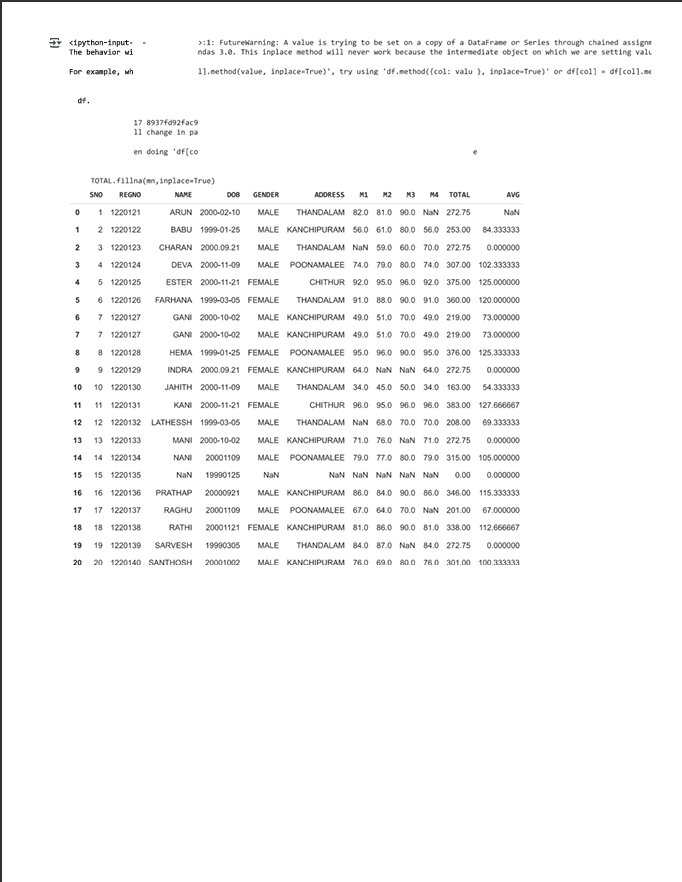 <ipython-input- - >:1: FutureWarning: A value is trying to be set on a copy of a DataFrame or Series through chained assignm
The behavior wi ndas 3.0. This inplace method will never work because the intermediate object on which we are setting valu
For example, wh l].method(value, inplace=True)', try using 'df.method({col: valu }, inplace=True)' or df[col] = df[col].me
df.
17 8937fd92fac9
ll change in pa
en doing 'df[co e
TOTAL.fillna(mn,inplace=True)
SNO REGNO NAME DOB GENDER ADDRESS M1 M2 M3 M4 TOTAL AVG
0 1 1220121 ARUN 2000-02-10 MALE THANDALAM 82.0 81.0 90.0 NaN 272.75 NaN
1 2 1220122 BABU 1999-01-25 MALE KANCHIPURAM 56.0 61.0 80.0 56.0 253.00 84.333333
2 3 1220123 CHARAN 2000.09.21 MALE THANDALAM NaN 59.0 60.0 70.0 272.75 0.000000
3 4 1220124 DEVA 2000-11-09 MALE POONAMALEE 74.0 79.0 80.0 74.0 307.00 102.333333
4 5 1220125 ESTER 2000-11-21 FEMALE CHITHUR 92.0 95.0 96.0 92.0 375.00 125.000000
5 6 1220126 FARHANA 1999-03-05 FEMALE THANDALAM 91.0 88.0 90.0 91.0 360.00 120.000000
6 7 1220127 GANI 2000-10-02 MALE KANCHIPURAM 49.0 51.0 70.0 49.0 219.00 73.000000
7 7 1220127 GANI 2000-10-02 MALE KANCHIPURAM 49.0 51.0 70.0 49.0 219.00 73.000000
8 8 1220128 HEMA 1999-01-25 FEMALE POONAMALEE 95.0 96.0 90.0 95.0 376.00 125.333333
9 9 1220129 INDRA 2000.09.21 FEMALE KANCHIPURAM 64.0 NaN NaN 64.0 272.75 0.000000
10 10 1220130 JAHITH 2000-11-09 MALE THANDALAM 34.0 45.0 50.0 34.0 163.00 54.333333
11 11 1220131 KANI 2000-11-21 FEMALE CHITHUR 96.0 95.0 96.0 96.0 383.00 127.666667
12 12 1220132 LATHESSH 1999-03-05 MALE THANDALAM NaN 68.0 70.0 70.0 208.00 69.333333
13 13 1220133 MANI 2000-10-02 MALE KANCHIPURAM 71.0 76.0 NaN 71.0 272.75 0.000000
14 14 1220134 NANI 20001109 MALE POONAMALEE 79.0 77.0 80.0 79.0 315.00 105.000000
15 15 1220135 NaN 19990125 NaN NaN NaN NaN NaN NaN 0.00 0.000000
16 16 1220136 PRATHAP 20000921 MALE KANCHIPURAM 86.0 84.0 90.0 86.0 346.00 115.333333
17 17 1220137 RAGHU 20001109 MALE POONAMALEE 67.0 64.0 70.0 NaN 201.00 67.000000
18 18 1220138 RATHI 20001121 FEMALE KANCHIPURAM 81.0 86.0 90.0 81.0 338.00 112.666667
19 19 1220139 SARVESH 19990305 MALE THANDALAM 84.0 87.0 NaN 84.0 272.75 0.000000
20 20 1220140 SANTHOSH 20001002 MALE KANCHIPURAM 76.0 69.0 80.0 76.0 301.00 100.333333